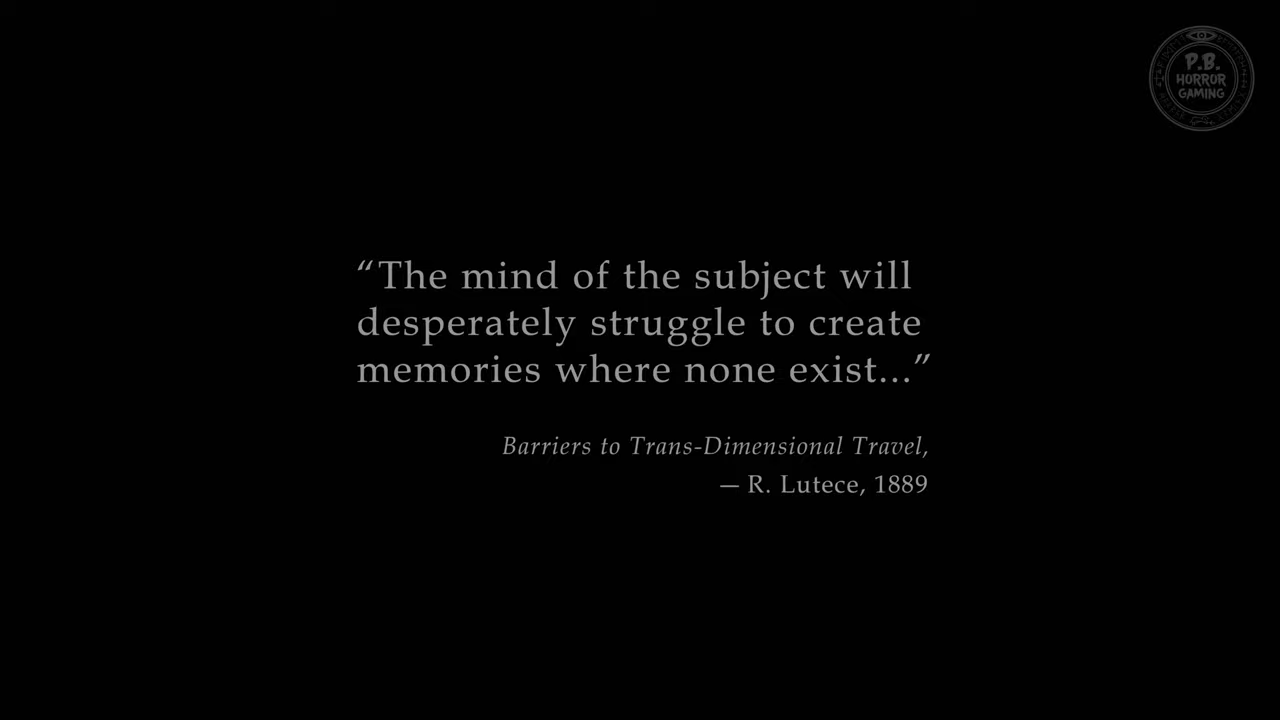 P.B.
HORROR
GAMING
“The mind of the subject will
desperately struggle to create
memories where none exist...”
Barriers to Trans-Dimensional Travel,
— R. Lutece, 1889